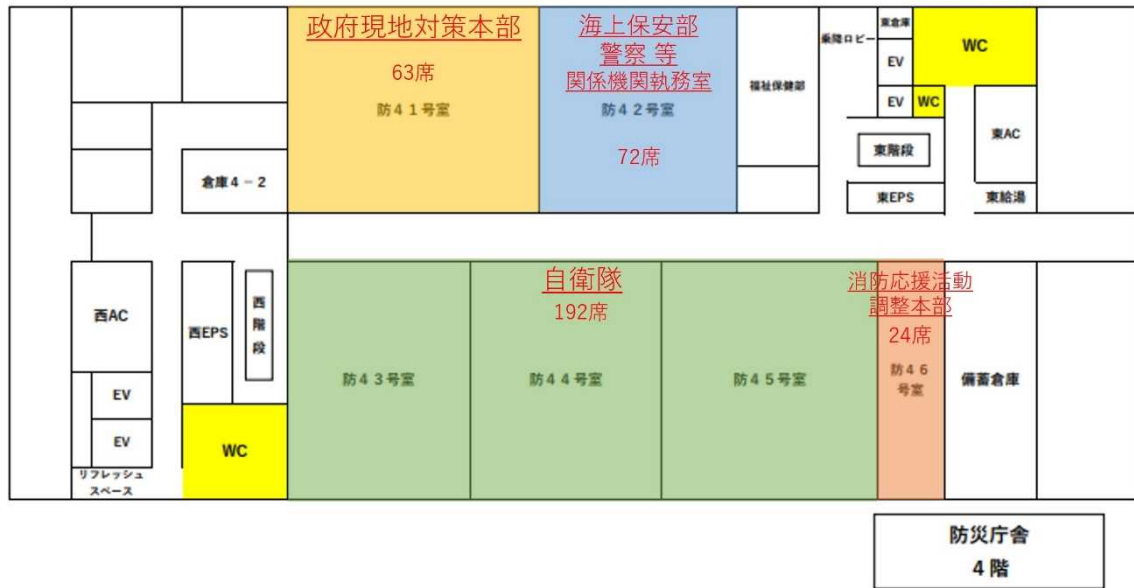 政府現地対策本部
63席
防41号室
海上保安部
警察 等
関係機関執務室
防42号室
72席
福祉保健部
乗降ロビー
東倉庫
EV
EV
WC
WC
東階段
東AC
東EPS
東給湯
倉庫4－2
西AC
西EPS
西階段
EV
EV
リフレッシュ
スペース
WC
自衛隊
192席
防43号室
防44号室
防45号室
消防応援活動
調整本部
24席
防46
号室
備蓄倉庫
防災庁舎
4階